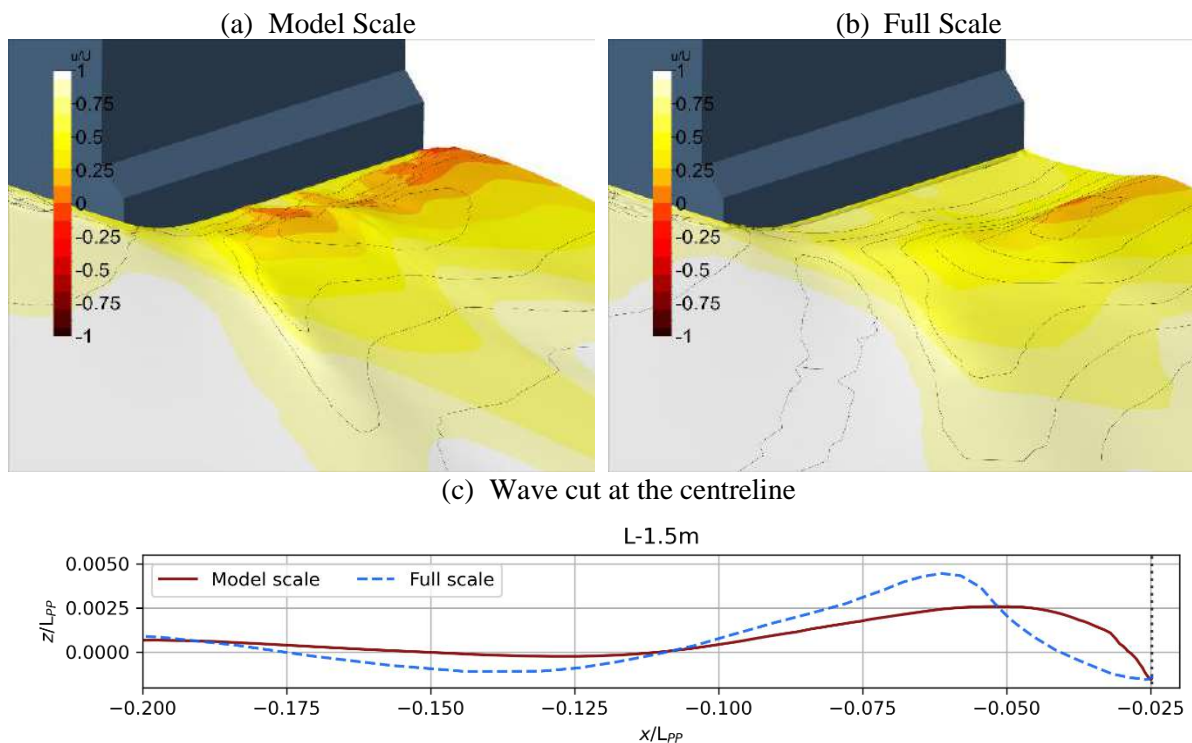 (a) Model Scale
(b) Full Scale
u/U
1
0.75
0.5
0.25
0
-0.25
-0.5
-0.75
-1
u/U
1
0.75
0.5
0.25
0
-0.25
-0.5
-0.75
-1
(c) Wave cut at the centreline
L-1.5m
z/LPP
0.0050
0.0025
0.0000
Model scale
Full scale
−0.200
−0.175
−0.150
−0.125
−0.100
−0.075
−0.050
−0.025
x/LPP